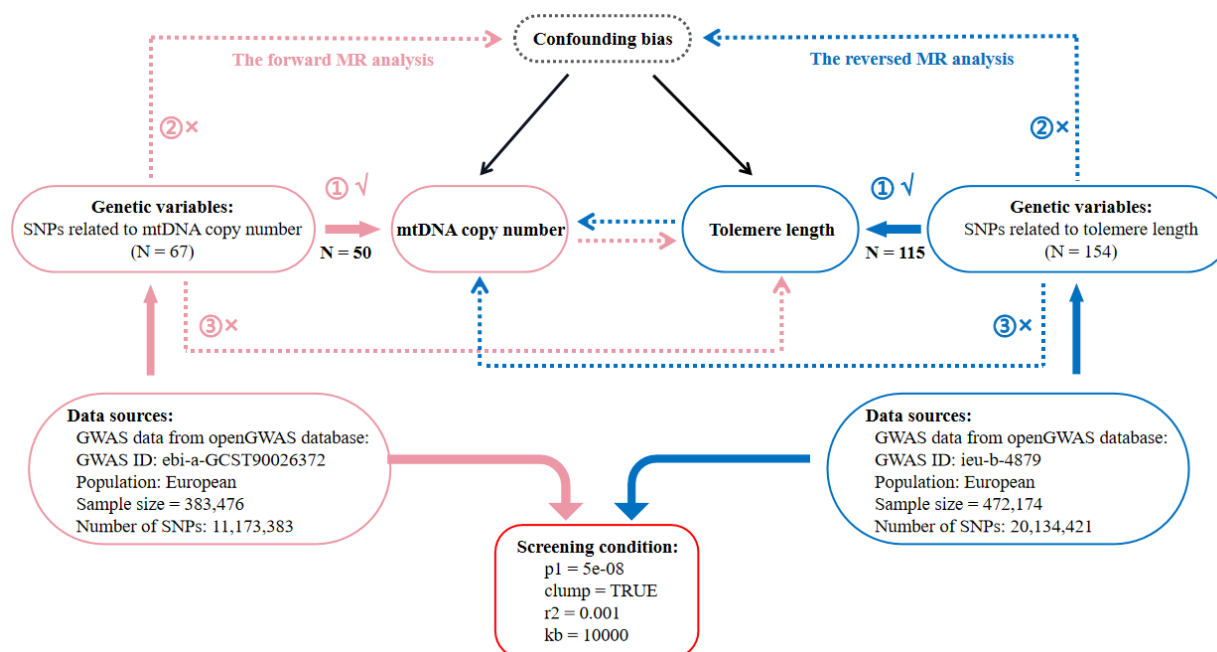 Confounding bias
The forward MR analysis
The reversed MR analysis
②×
②×
①√
①√
Genetic variables:
SNPs related to mtDNA copy number
(N = 67)
N = 50
mtDNA copy number
Tolemere length
N = 115
Genetic variables:
SNPs related to tolemere length
(N = 154)
③×
③×
Data sources:
GWAS data from openGWAS database:
GWAS ID: ebi-a-GCST90026372
Population: European
Sample size = 383,476
Number of SNPs: 11,173,383
Data sources:
GWAS data from openGWAS database:
GWAS ID: ieu-b-4879
Population: European
Sample size = 472,174
Number of SNPs: 20,134,421
Screening condition:
p1 = 5e-08
clump = TRUE
r2 = 0.001
kb = 10000